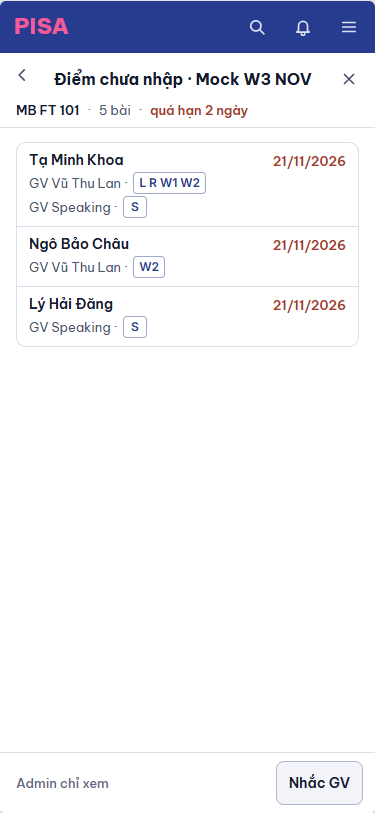 PISA
Điểm chưa nhập · Mock W3 NOV
MB FT 101 · 5 bài · quá hạn 2 ngày
Tạ Minh Khoa 21/11/2026
GV Vũ Thu Lan · L R W1 W2
GV Speaking · S
Ngô Bảo Châu 21/11/2026
GV Vũ Thu Lan · W2
Lý Hải Đăng 21/11/2026
GV Speaking · S
Admin chỉ xem Nhắc GV